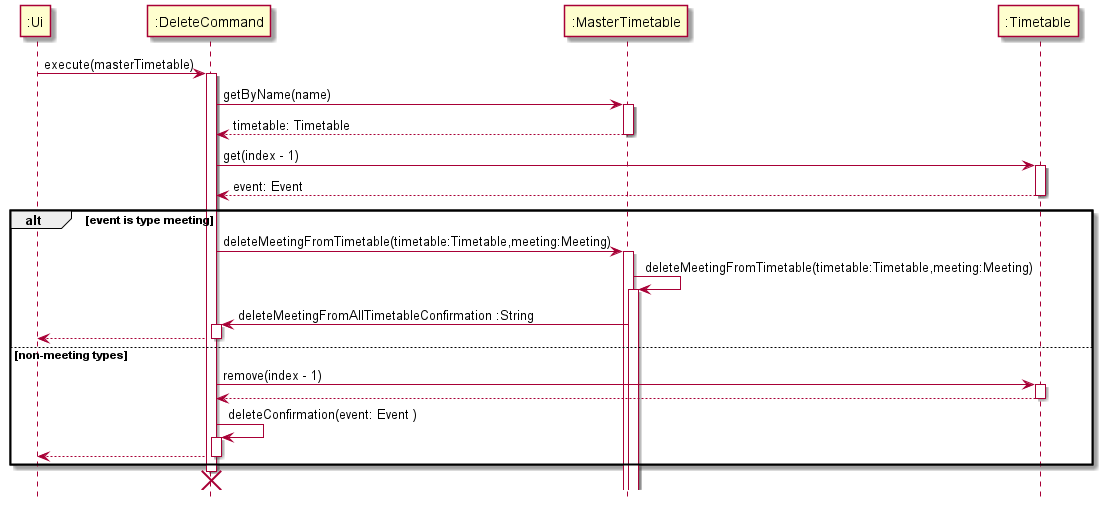 :Ui
:DeleteCommand
:MasterTimetable
:Timetable
execute(masterTimetable)
getByName(name)
timetable: Timetable
get(index - 1)
event: Event
alt
[event is type meeting]
deleteMeetingFromTimetable(timetable:Timetable,meeting:Meeting)
deleteMeetingFromTimetable(timetable:Timetable,meeting:Meeting)
deleteMeetingFromAllTimetableConfirmation :String
[non-meeting types]
remove(index - 1)
deleteConfirmation(event: Event )